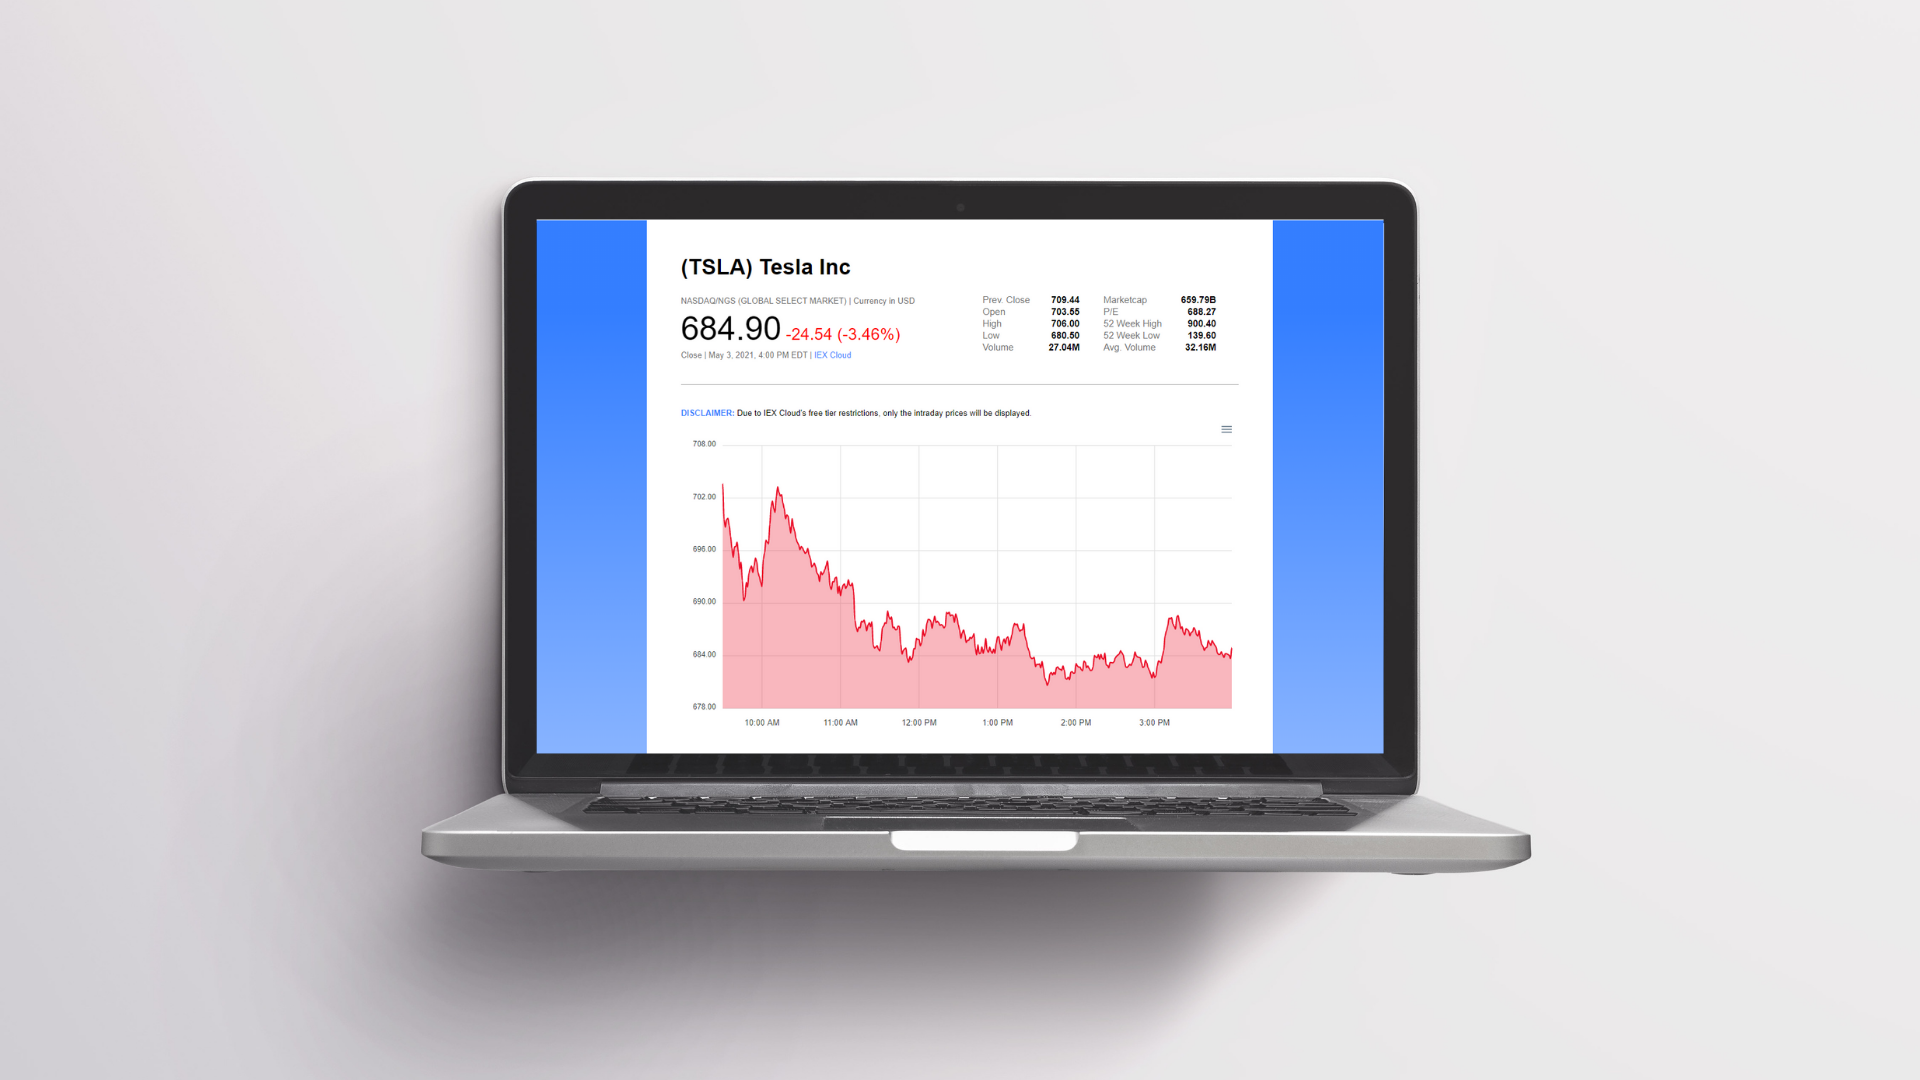 (TSLA) Tesla Inc
NASDAQ/NGS (GLOBAL SELECT MARKET) | Currency in USD
684.90 -24.54 (-3.46%)
Close | May 3, 2021, 4:00 PM EDT | IEX Cloud
Prev. Close 709.44 Marketcap 659.79B
Open 703.55 P/E 688.27
High 706.00 52 Week High 900.40
Low 680.50 52 Week Low 139.60
Volume 27.04M Avg. Volume 32.16M
DISCLAIMER: Due to IEX Cloud's free tier restrictions, only the intraday prices will be displayed.
708.00
702.00
696.00
690.00
684.00
678.00
10:00 AM 11:00 AM 12:00 PM 1:00 PM 2:00 PM 3:00 PM